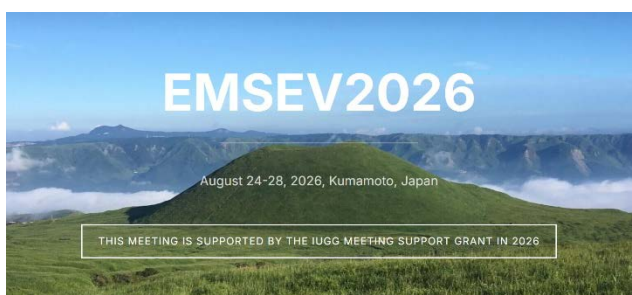 EMSEV2026
August 24-28, 2026, Kumamoto, Japan
THIS MEETING IS SUPPORTED BY THE IUGG MEETING SUPPORT GRANT IN 2026